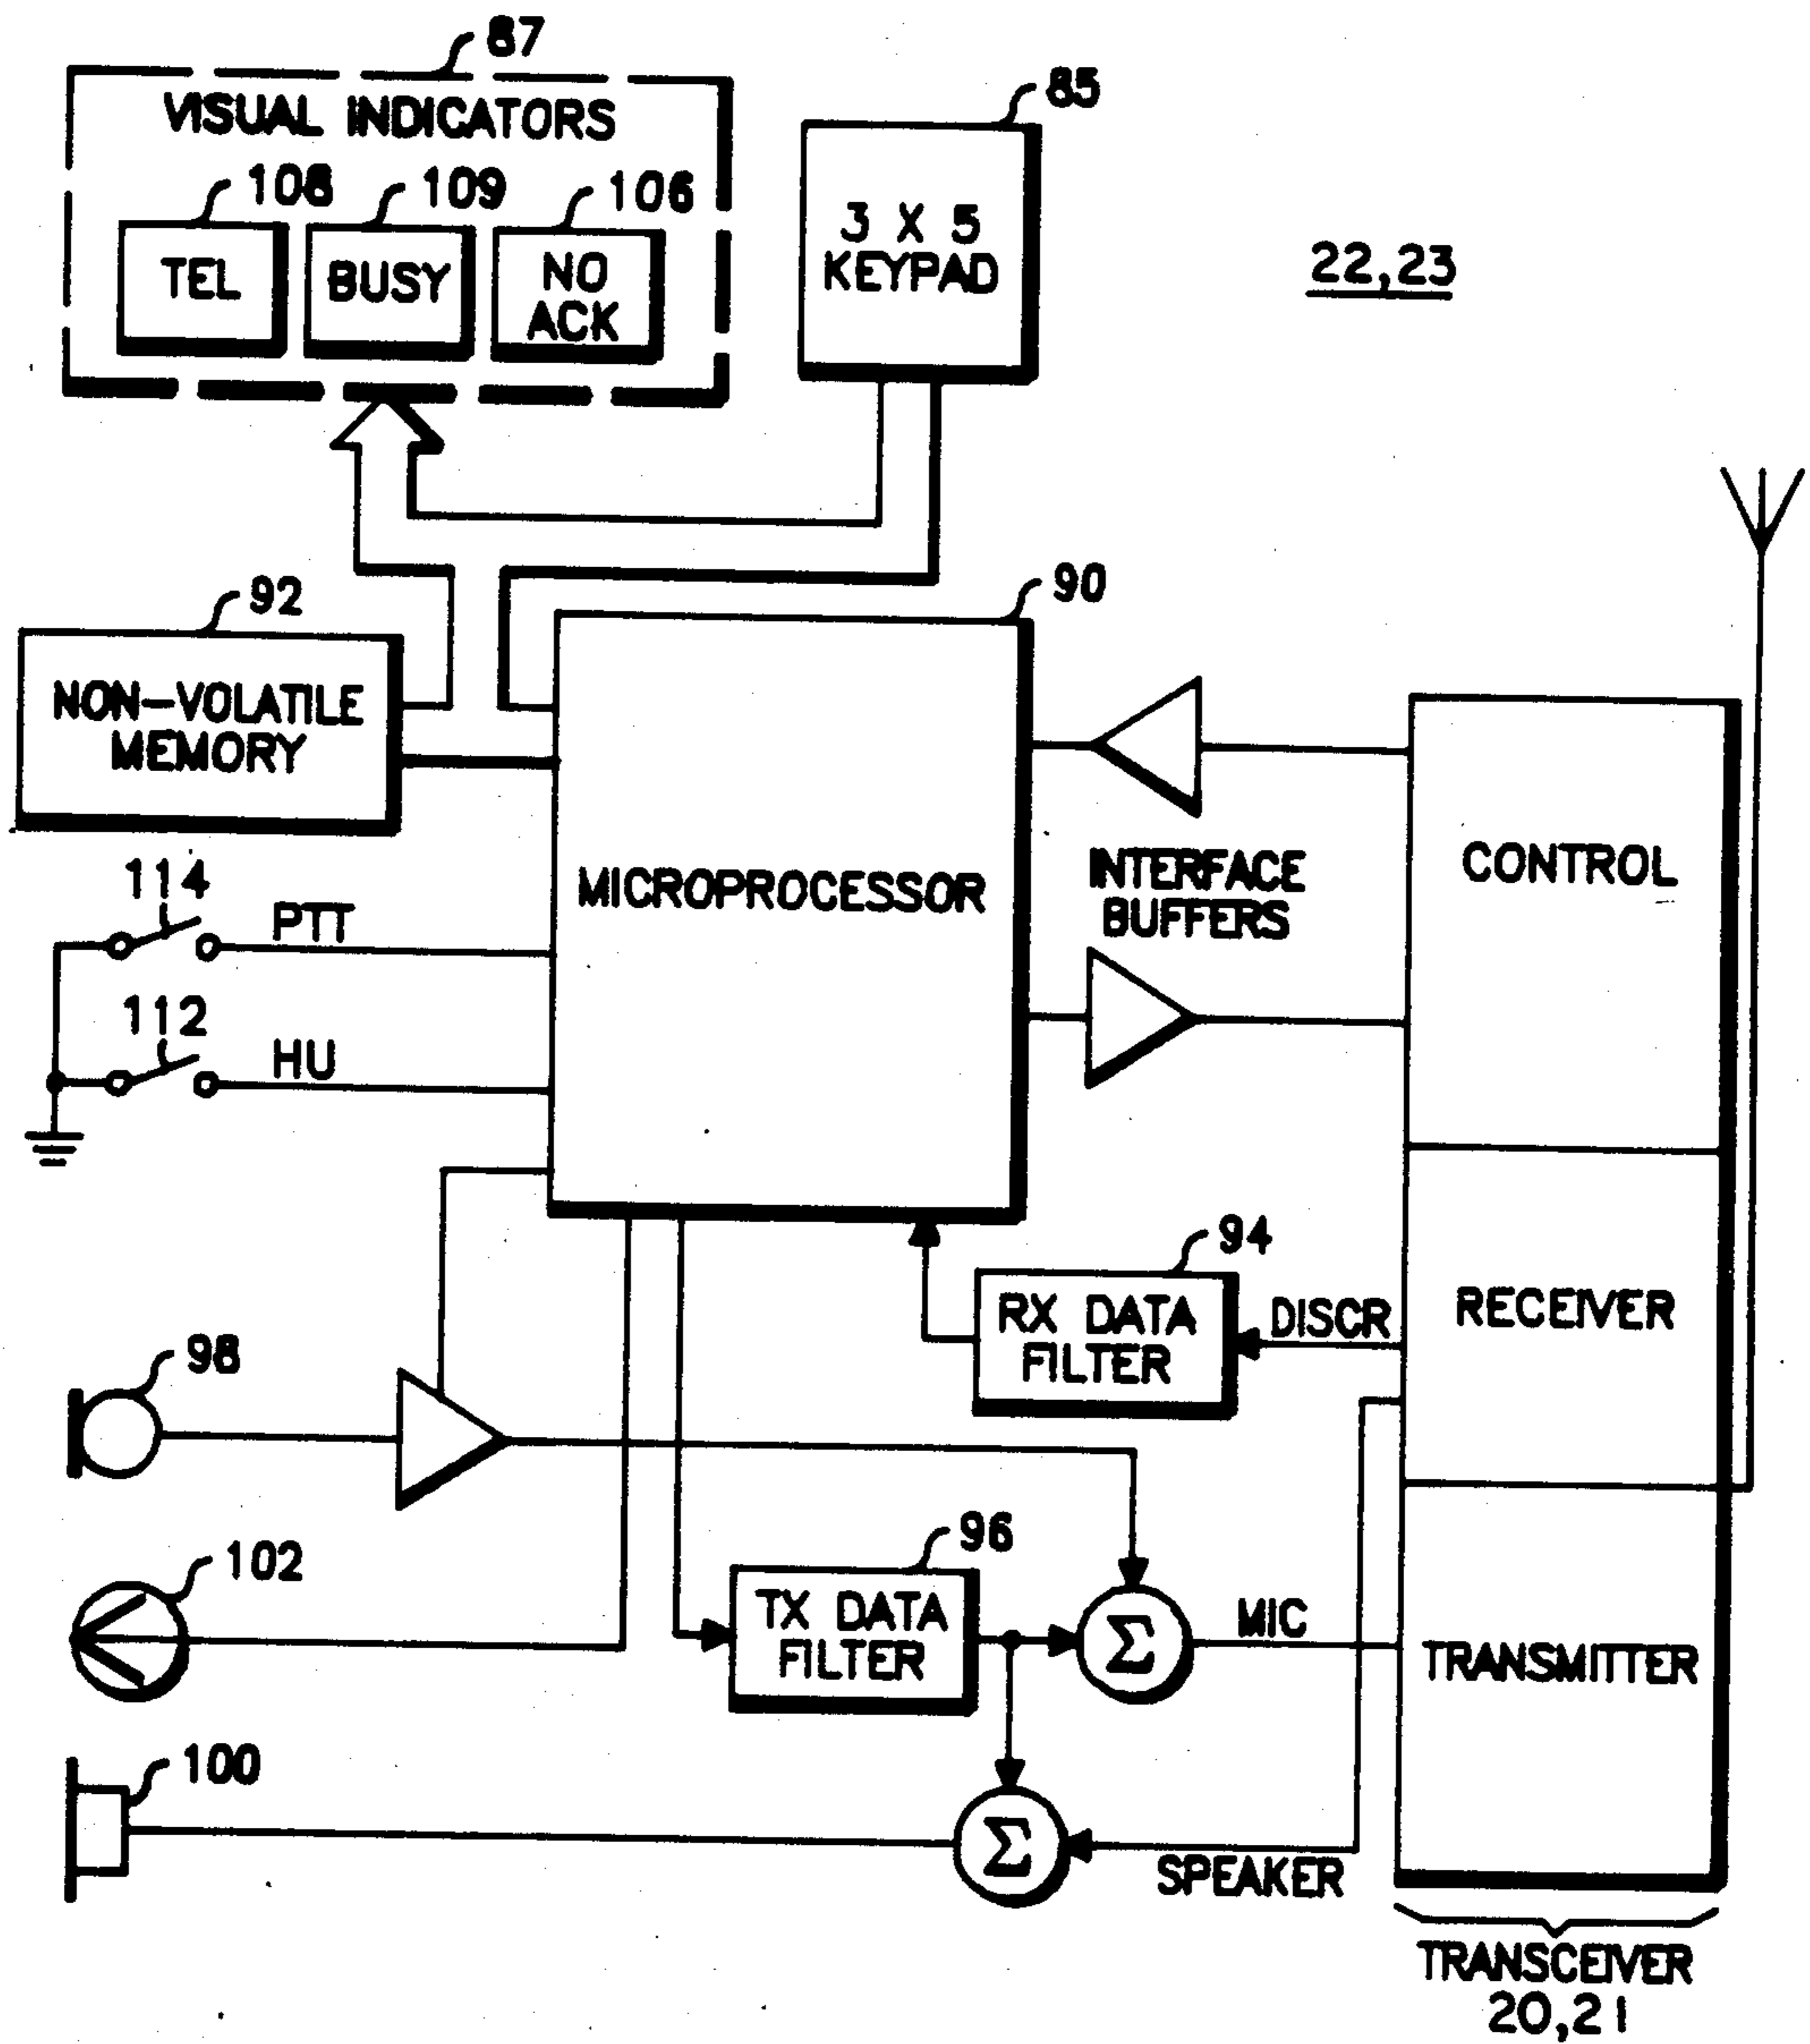 87
VISUAL INDICATORS
108
109
106
TEL
BUSY
NO
ACK
85
3 X 5
KEYPAD
22,23
92
NON-VOLATILE
MEMORY
90
MICROPROCESSOR
114
PTT
112
HU
INTERFACE
BUFFERS
CONTROL
RECEIVER
TRANSMITTER
94
RX DATA
FILTER
DISCR
98
102
96
TX DATA
FILTER
Σ
MIC
100
Σ
SPEAKER
TRANSCEIVER
20,21